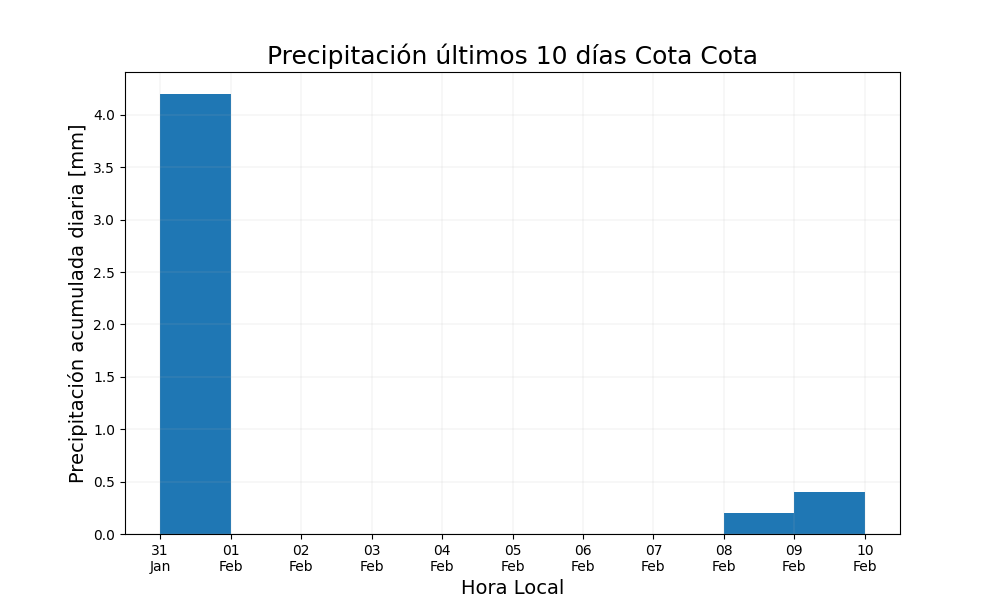 Precipitación últimos 10 días Cota Cota
Precipitación acumulada diaria [mm]
4.0
3.5
3.0
2.5
2.0
1.5
1.0
0.5
0.0
31 01 02 03 04 05 06 07 08 09 10
Jan Feb Feb Feb Feb Feb Feb Feb Feb Feb Feb
Hora Local